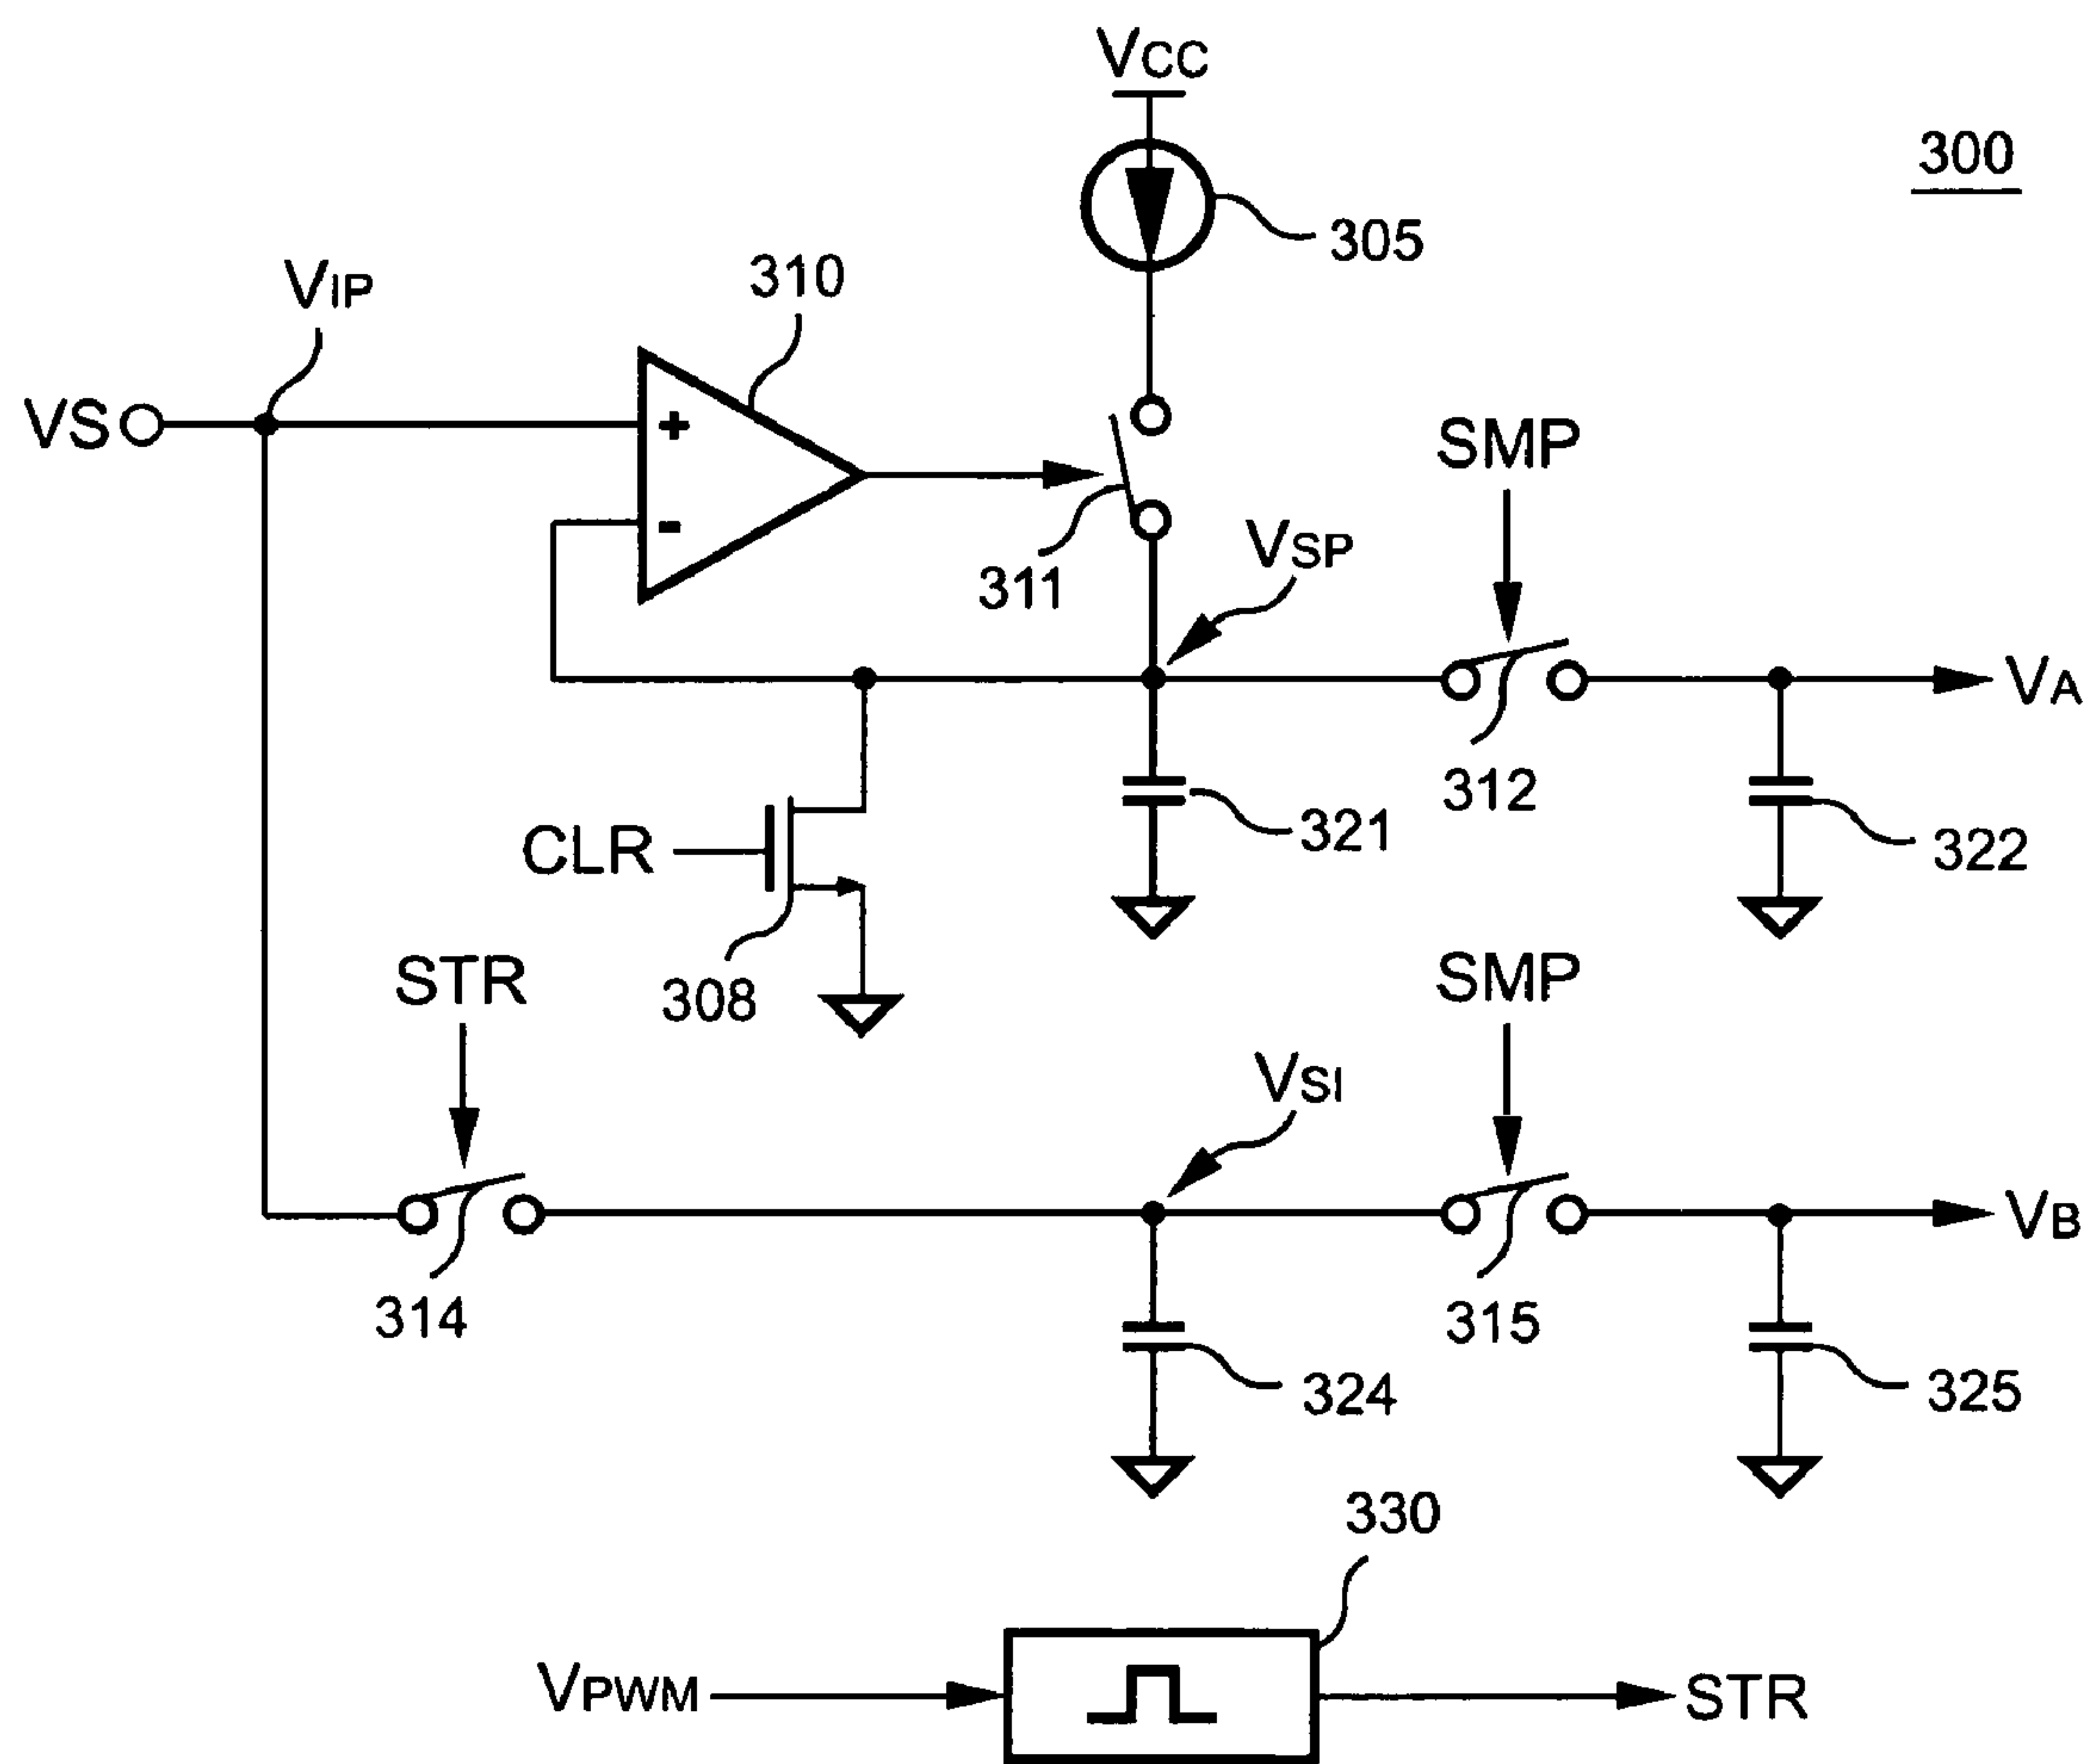 VCC
300
305
VIP
310
VS
+
-
SMP
311
VSP
VA
312
321
322
CLR
308
STR
SMP
VSI
VB
314
315
324
325
330
VPWM
STR